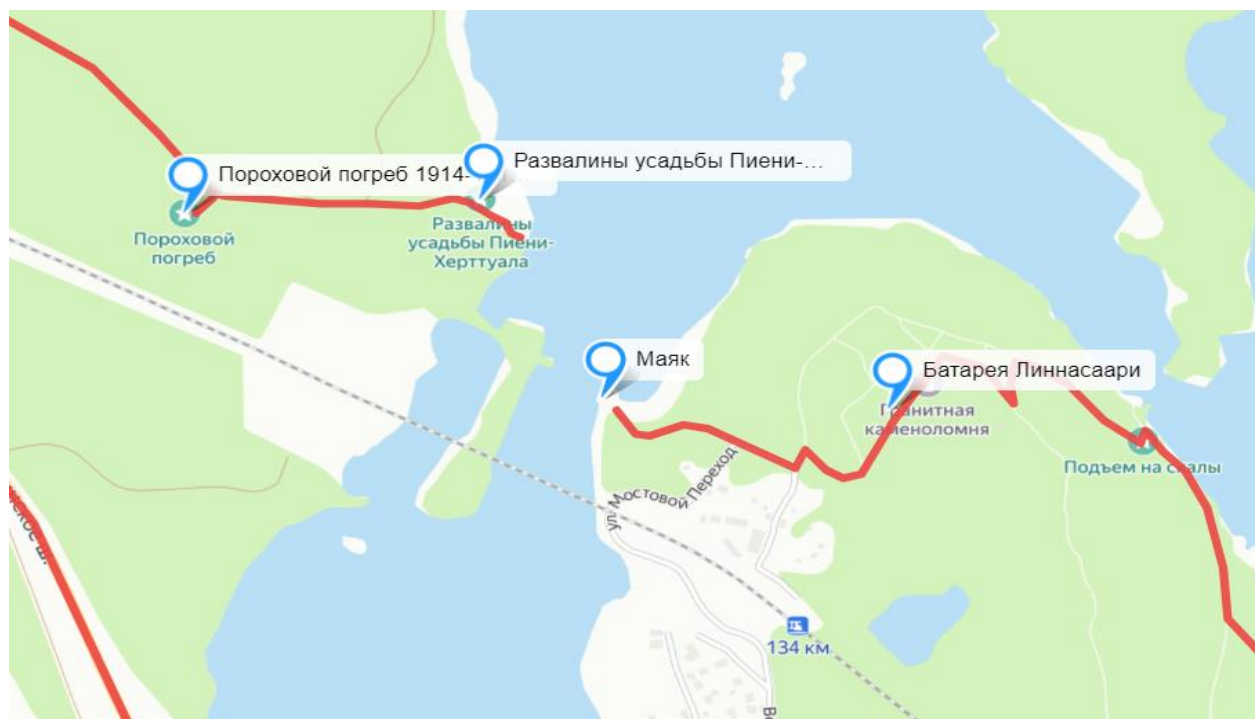 Развалины усадьбы Пиени-...
Пороховой погреб 1914-
Развалины
усадьбы Пиени-
Херттуала
Пороховой
погреб
Маяк
Батарея Линнасаари
Гранитная
каменоломня
Подъем на скалы
ул. Мостовой Переход
134 км